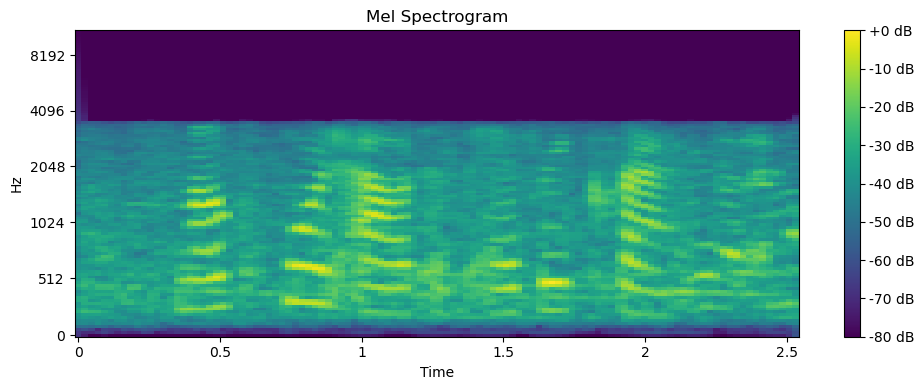 Mel Spectrogram
Hz
8192
4096
2048
1024
512
0
0 0.5 1 1.5 2 2.5
Time
+0 dB
-10 dB
-20 dB
-30 dB
-40 dB
-50 dB
-60 dB
-70 dB
-80 dB